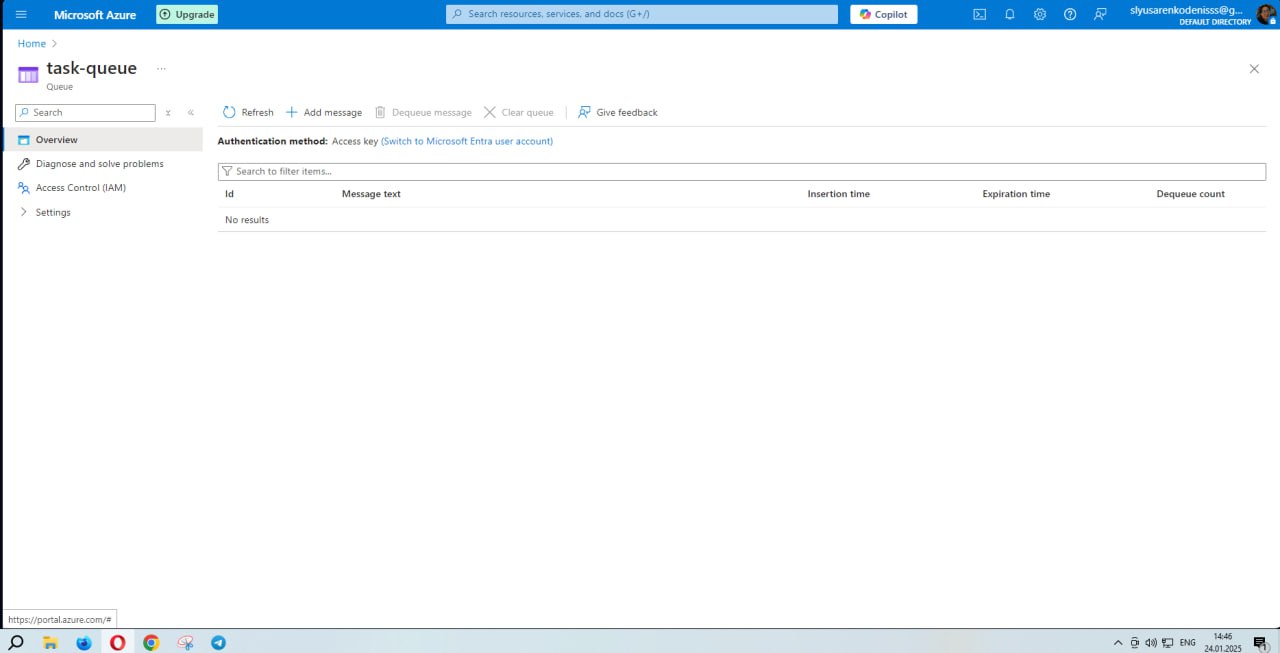 Microsoft Azure
Upgrade
Search resources, services, and docs (G+/)
Copilot
slyusarenkodenisss@g...
DEFAULT DIRECTORY
Home
task-queue
Queue
Search
Refresh
Add message
Dequeue message
Clear queue
Give feedback
Overview
Diagnose and solve problems
Access Control (IAM)
Settings
Authentication method: Access key (Switch to Microsoft Entra user account)
Search to filter items...
Id Message text Insertion time Expiration time Dequeue count
No results
https://portal.azure.com/#
ENG
14:46
24.01.2025
1